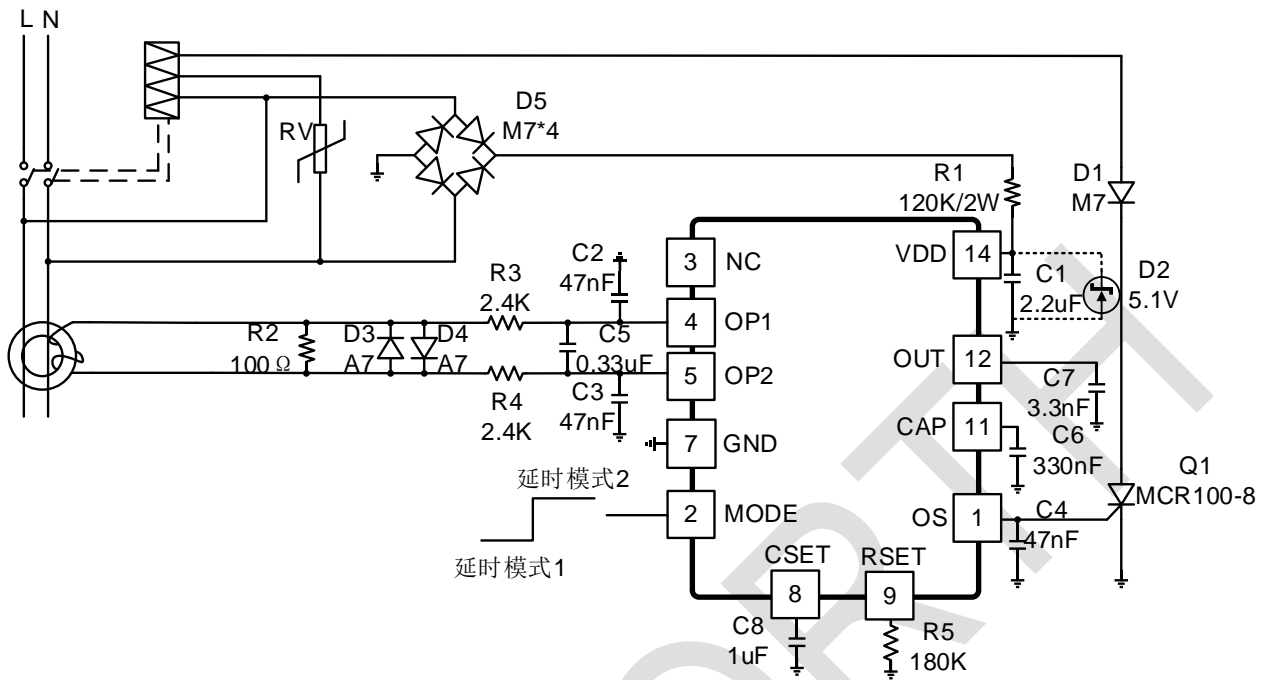 L N
RV
D5
M7*4
R1
120K/2W
D1
M7
C2
47nF
3
NC
VDD
14
C1
2.2uF
D2
5.1V
R3
2.4K
R2
100 Ω
D3
A7
D4
A7
C5
0.33uF
4
OP1
5
OP2
OUT
12
C7
3.3nF
R4
2.4K
C3
47nF
7
GND
CAP
11
C6
330nF
延时模式2
延时模式1
2
MODE
OS
1
C4
47nF
Q1
MCR100-8
CSET
RSET
8
9
C8
1uF
R5
180K